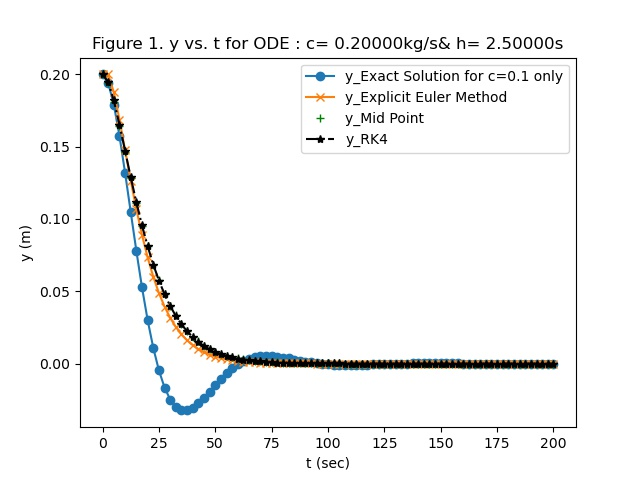 Figure 1. y vs. t for ODE : c= 0.20000kg/s& h= 2.50000s
y_Exact Solution for c=0.1 only
y_Explicit Euler Method
y_Mid Point
y_RK4
0.20
0.15
0.10
0.05
0.00
y (m)
0 25 50 75 100 125 150 175 200
t (sec)